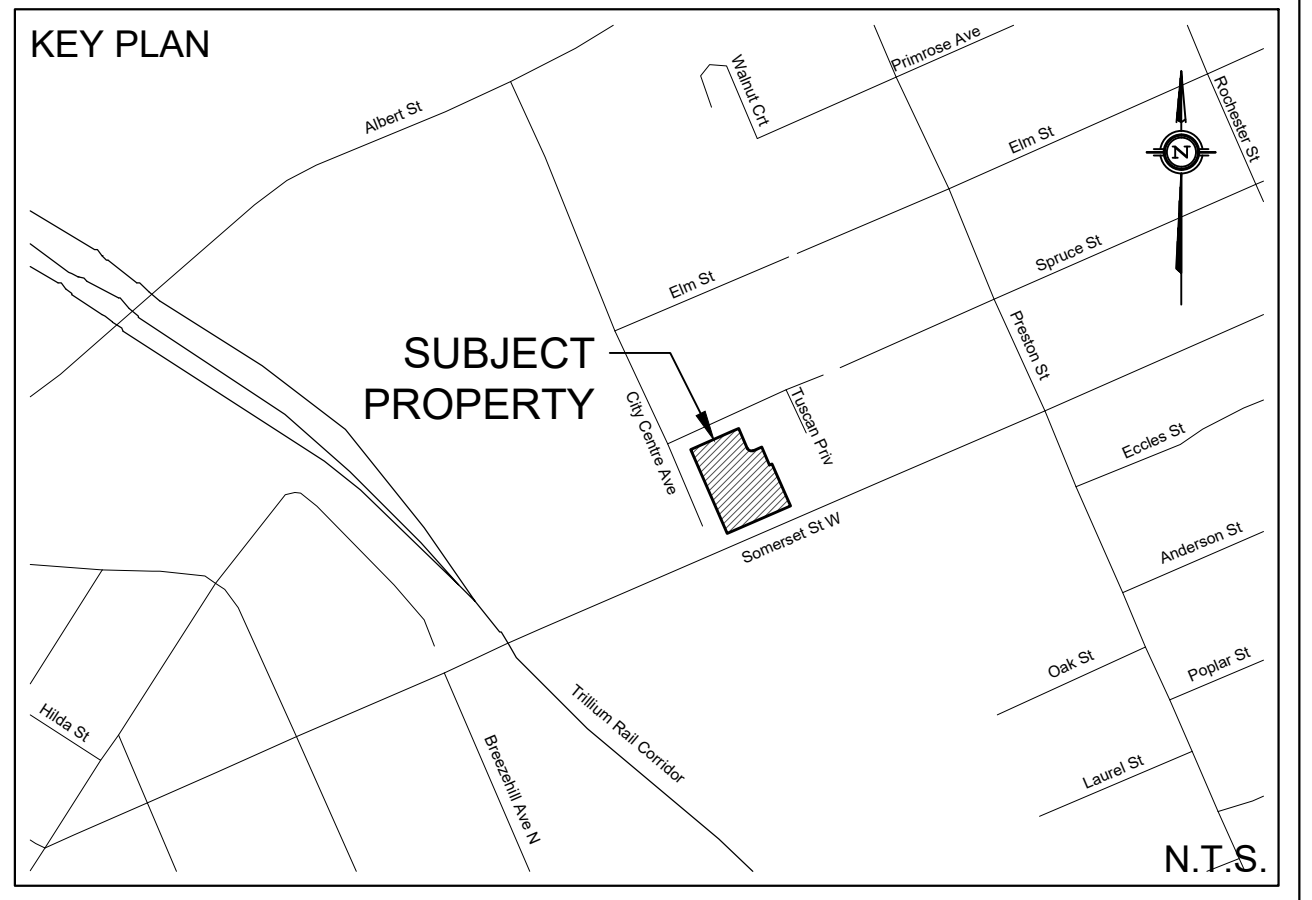 KEY PLAN
Primrose Ave
Walnut Crt
Rochester St
Albert St
Elm St
N
Spruce St
Elm St
Preston St
SUBJECT
PROPERTY
City Centre Ave
Tuscan Priv
Eccles St
Somerset St W
Anderson St
Oak St
Poplar St
Trillium Rail Corridor
Hilda St
Breezehill Ave N
Laurel St
N.T.S.